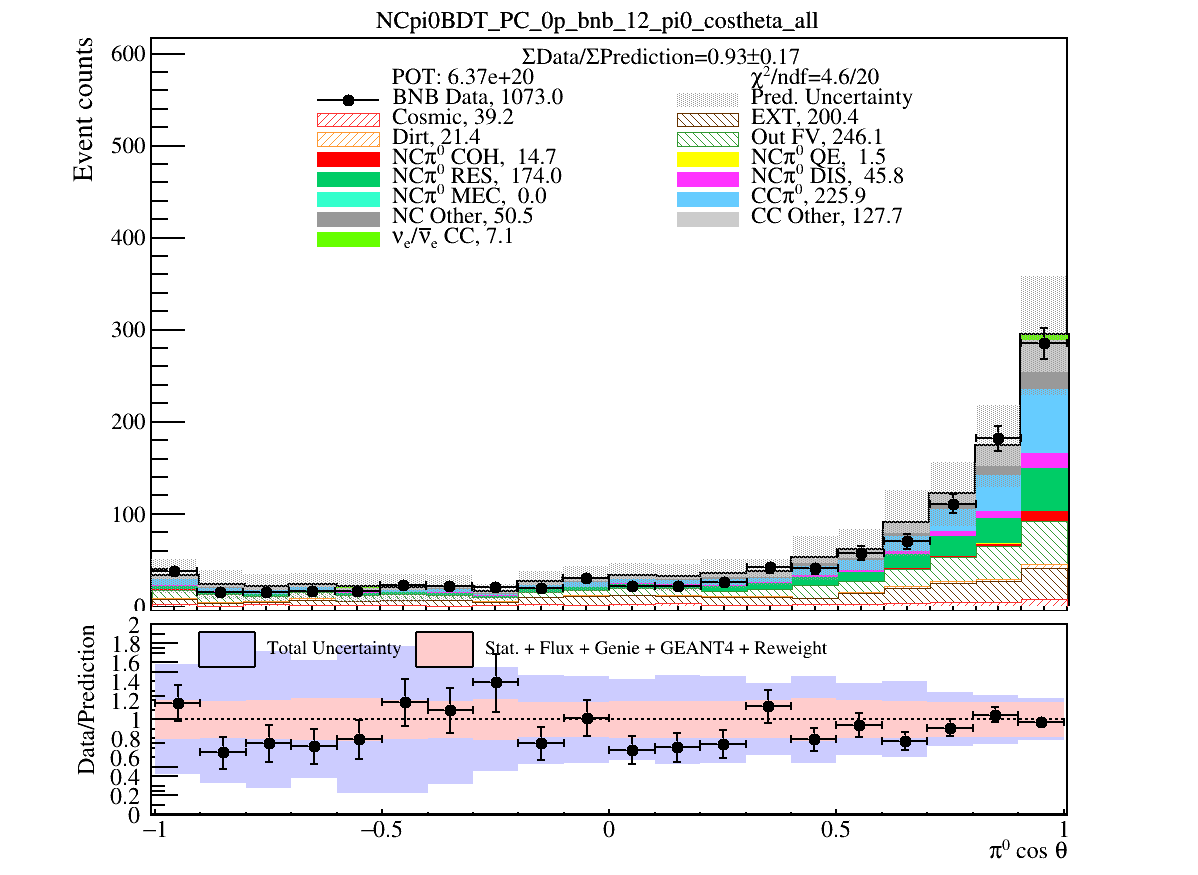 NCpi0BDT_PC_0p_bnb_12_pi0_costheta_all
ΣData/ΣPrediction=0.93±0.17
POT: 6.37e+20
χ²/ndf=4.6/20
BNB Data, 1073.0
Pred. Uncertainty
Cosmic, 39.2
EXT, 200.4
Dirt, 21.4
Out FV, 246.1
NCπ⁰ COH, 14.7
NCπ⁰ QE, 1.5
NCπ⁰ RES, 174.0
NCπ⁰ DIS, 45.8
NCπ⁰ MEC, 0.0
CCπ⁰, 225.9
NC Other, 50.5
CC Other, 127.7
νₑ/ν̅ₑ CC, 7.1
Event counts
600
500
400
300
200
100
0
Total Uncertainty
Stat. + Flux + Genie + GEANT4 + Reweight
Data/Prediction
2
1.8
1.6
1.4
1.2
1
0.8
0.6
0.4
0.2
0
−1 −0.5 0 0.5 1
π⁰ cos θ